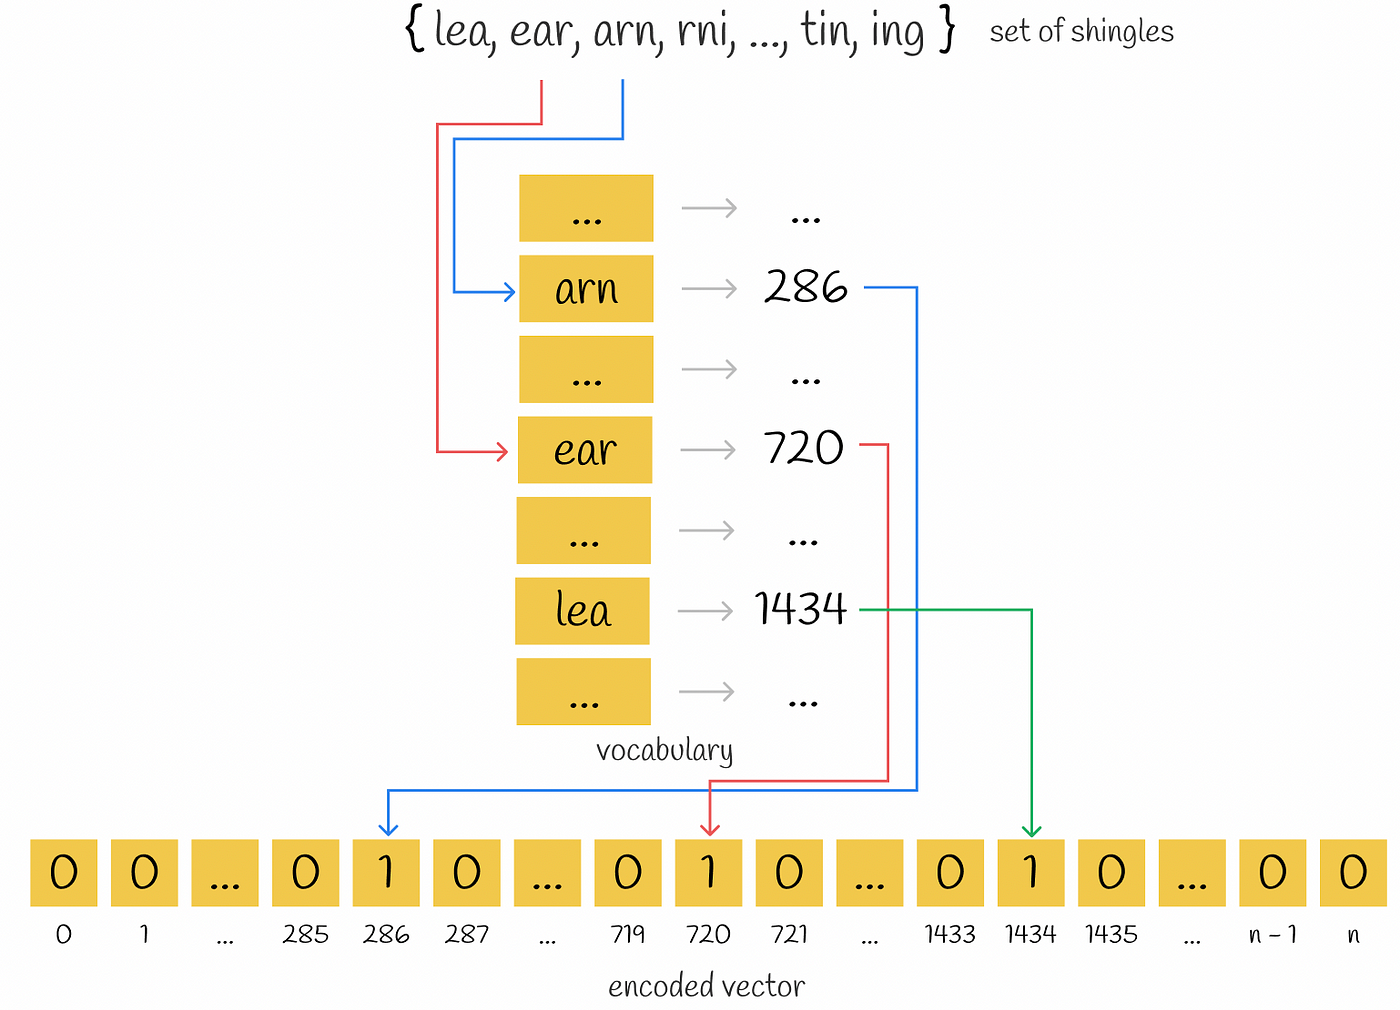 { lea, ear, arn, rni, ..., tin, ing } set of shingles
... ...
arn 286
... ...
ear 720
... ...
lea 1434
... ...
vocabulary
0 0 ... 0 1 0 ... 0 1 0 ... 0 1 0 ... 0 0
0 1 ... 285 286 287 ... 719 720 721 ... 1433 1434 1435 ... n - 1 n
encoded vector